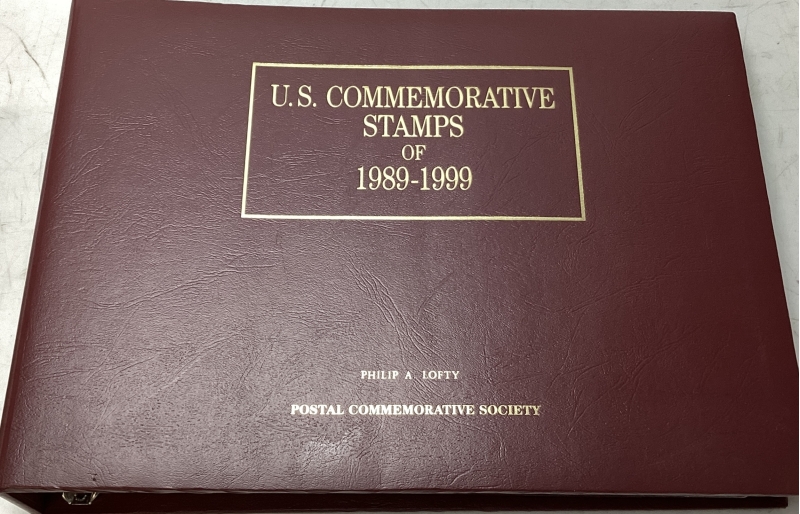 U.S. COMMEMORATIVE
STAMPS
OF
1989-1999
PHILIP A. LOFTY
POSTAL COMMEMORATIVE SOCIETY